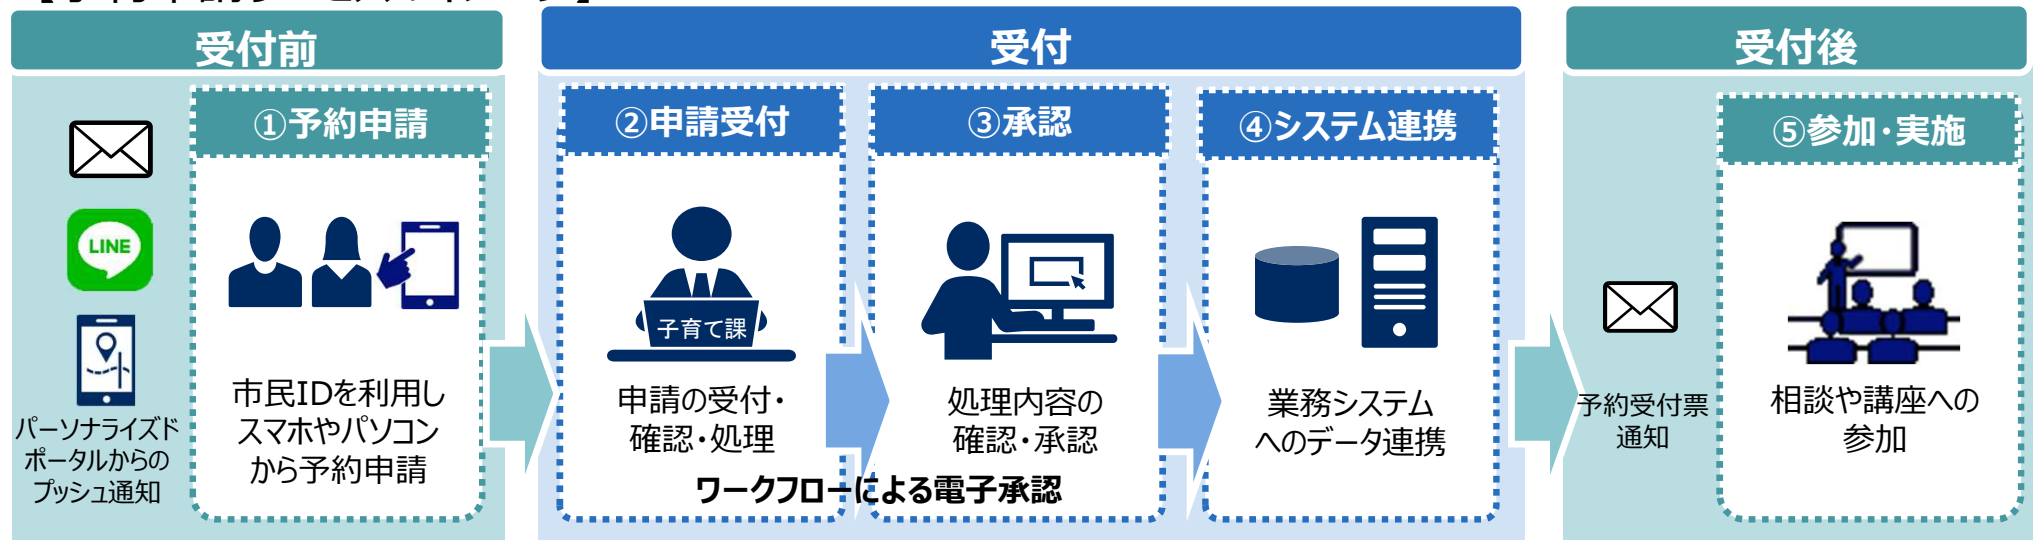 受付前
受付
受付後
①予約申請
LINE
パーソナライズド
ポータルからの
プッシュ通知
市民IDを利用し
スマホやパソコン
から予約申請
②申請受付
子育て課
申請の受付・
確認・処理
③承認
処理内容の
確認・承認
ワークフローによる電子承認
④システム連携
業務システム
へのデータ連携
予約受付票
通知
⑤参加・実施
相談や講座への
参加